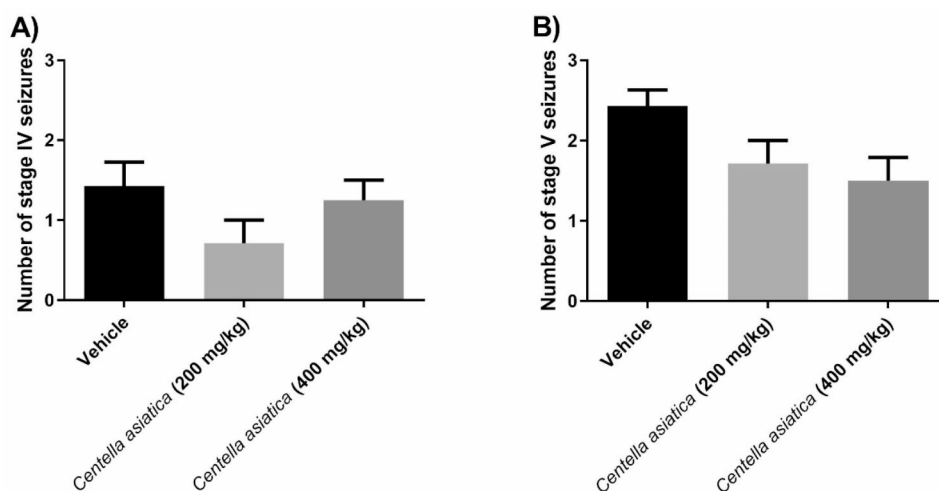 A)
Number of stage IV seizures
3
2
1
0
Vehicle
Centella asiatica (200 mg/kg)
Centella asiatica (400 mg/kg)
B)
Number of stage V seizures
3
2
1
0
Vehicle
Centella asiatica (200 mg/kg)
Centella asiatica (400 mg/kg)